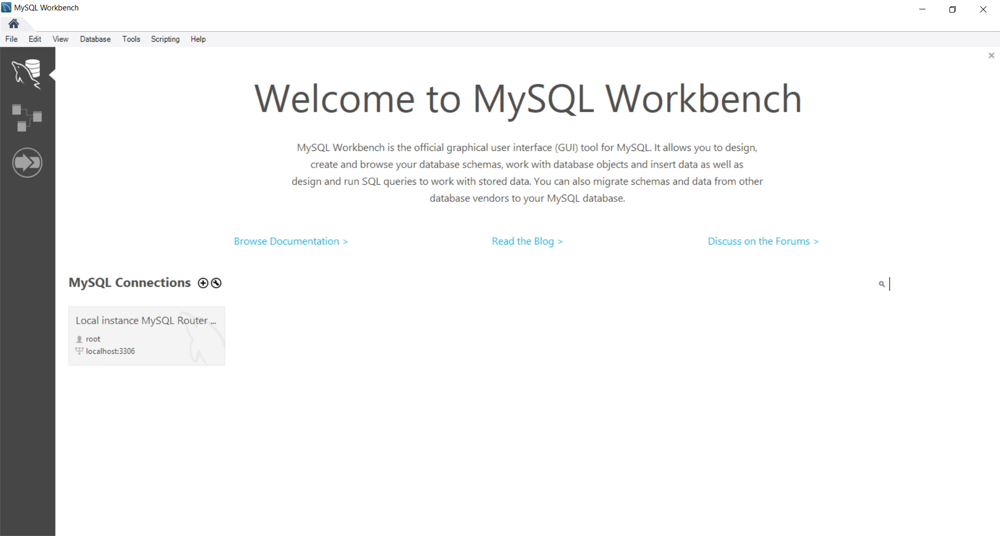 MySQL Workbench
File Edit View Database Tools Scripting Help
Welcome to MySQL Workbench
MySQL Workbench is the official graphical user interface (GUI) tool for MySQL. It allows you to design,
create and browse your database schemas, work with database objects and insert data as well as
design and run SQL queries to work with stored data. You can also migrate schemas and data from other
database vendors to your MySQL database.
Browse Documentation > Read the Blog > Discuss on the Forums >
MySQL Connections
Local instance MySQL Router ...
root
localhost:3306